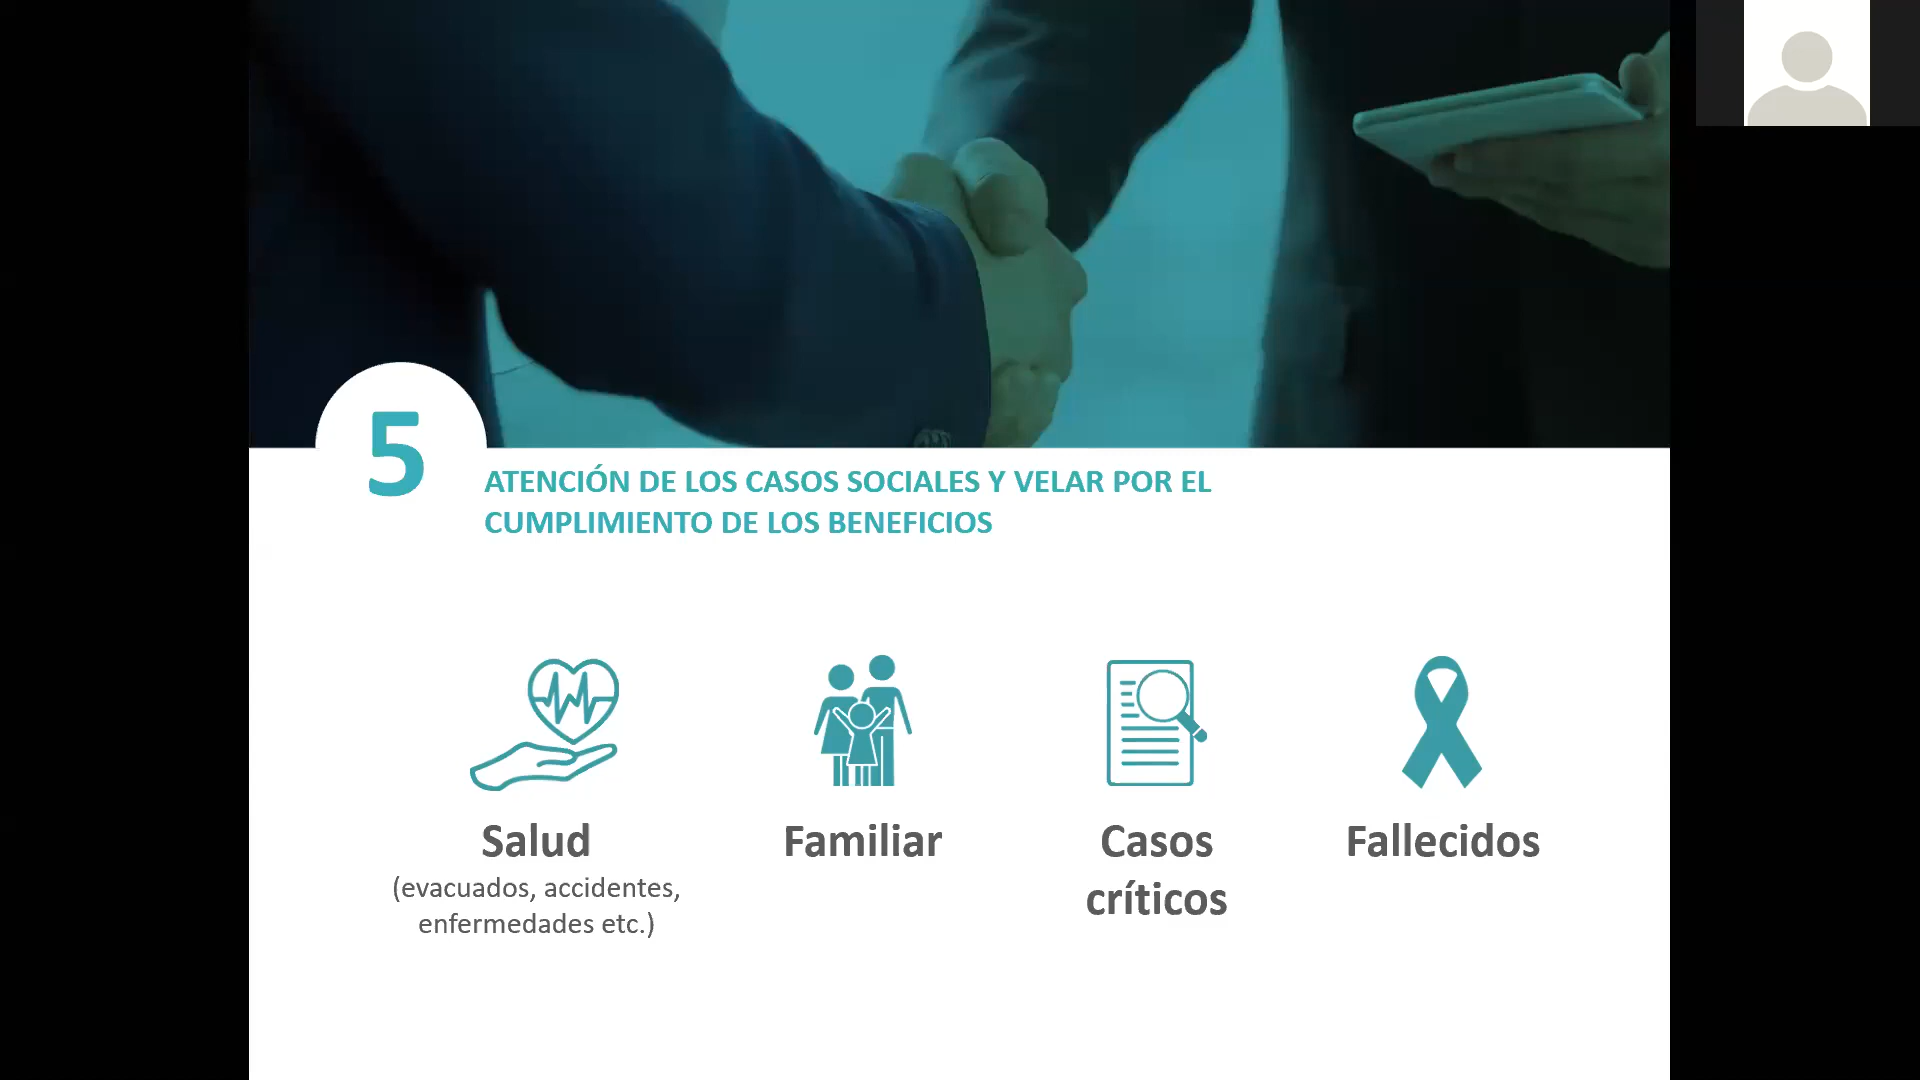 5
ATENCIÓN DE LOS CASOS SOCIALES Y VELAR POR EL
CUMPLIMIENTO DE LOS BENEFICIOS
Salud
(evacuados, accidentes,
enfermedades etc.)
Familiar
Casos
críticos
Fallecidos